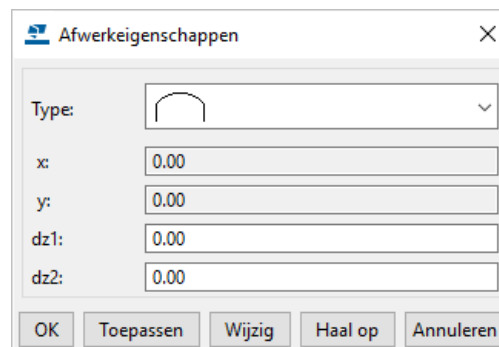 Afwerkeigenschappen
Type:
x: 0.00
y: 0.00
dz1: 0.00
dz2: 0.00
OK Toepassen Wijzig Haal op Annuleren